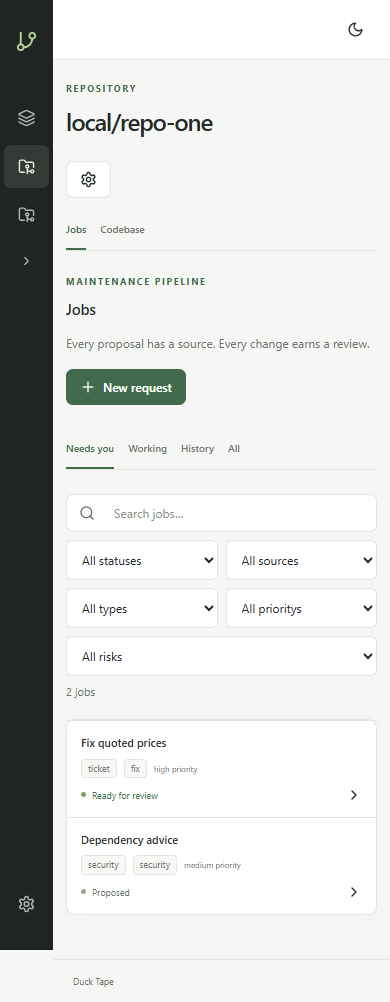 REPOSITORY
local/repo-one
Jobs Codebase
MAINTENANCE PIPELINE
Jobs
Every proposal has a source. Every change earns a review.
New request
Needs you Working History All
Search jobs...
All statuses All sources
All types All prioritys
All risks
2 jobs
Fix quoted prices
ticket fix high priority
Ready for review
Dependency advice
security security medium priority
Proposed
Duck Tape